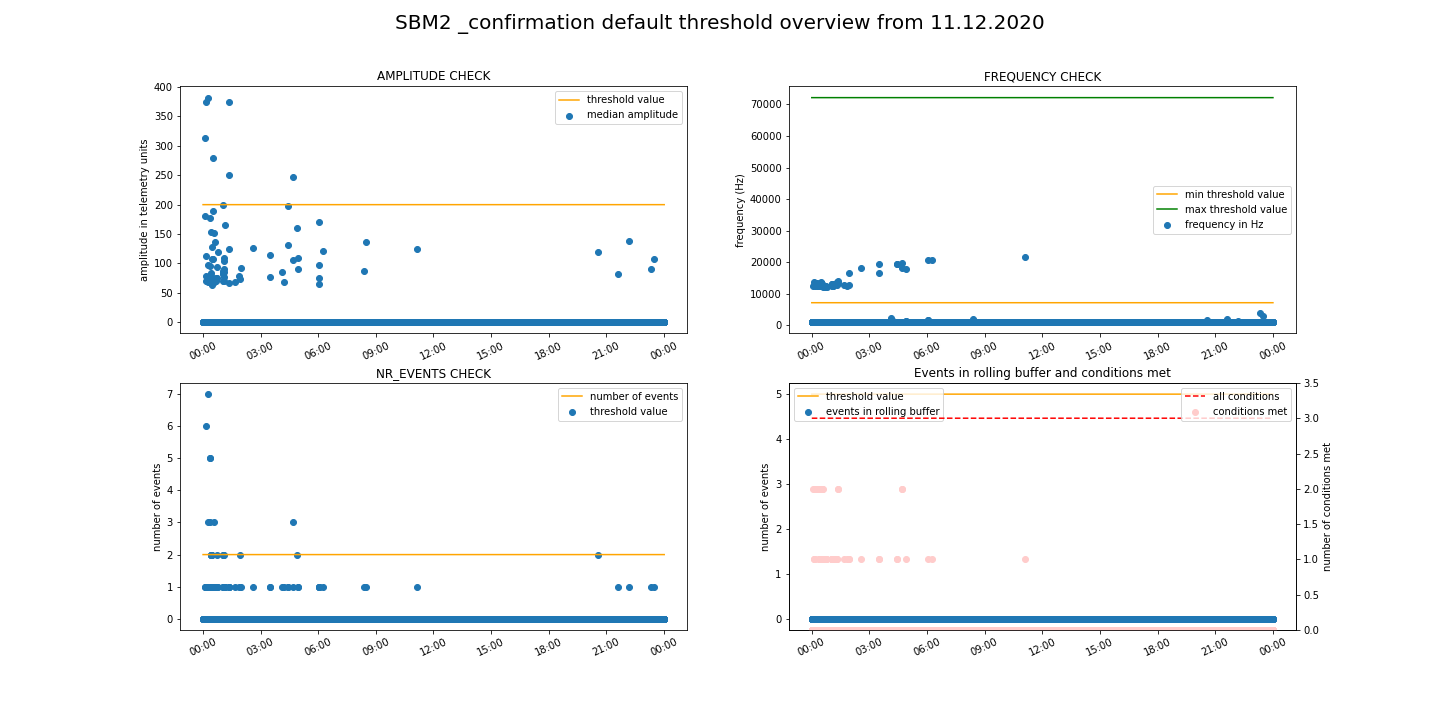 SBM2 _confirmation default threshold overview from 11.12.2020
AMPLITUDE CHECK
amplitude in telemetry units
400
350
300
250
200
150
100
50
0
threshold value
median amplitude
00:00 03:00 06:00 09:00 12:00 15:00 18:00 21:00 00:00
FREQUENCY CHECK
frequency (Hz)
70000
60000
50000
40000
30000
20000
10000
0
min threshold value
max threshold value
frequency in Hz
00:00 03:00 06:00 09:00 12:00 15:00 18:00 21:00 00:00
NR_EVENTS CHECK
number of events
7
6
5
4
3
2
1
0
number of events
threshold value
00:00 03:00 06:00 09:00 12:00 15:00 18:00 21:00 00:00
Events in rolling buffer and conditions met
number of events
5
4
3
2
1
0
threshold value
events in rolling buffer
all conditions
conditions met
3.5
3.0
2.5
2.0
1.5
1.0
0.5
0.0
number of conditions met
00:00 03:00 06:00 09:00 12:00 15:00 18:00 21:00 00:00